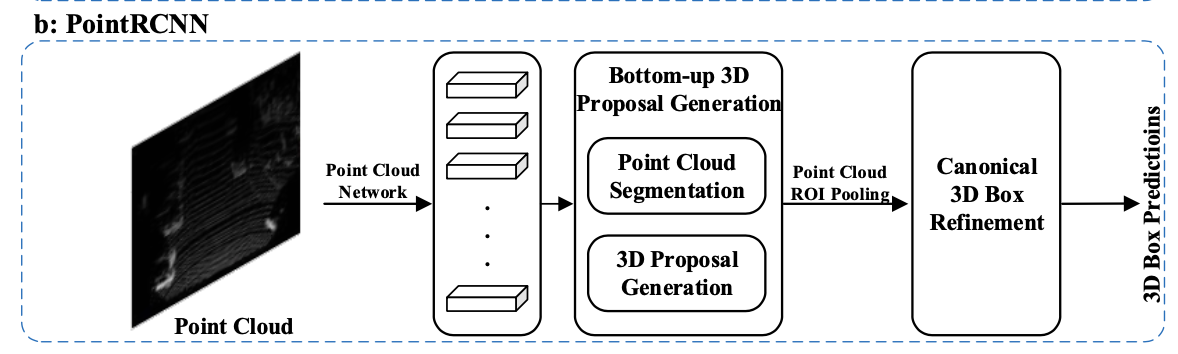 b: PointRCNN
Point Cloud
Point Cloud
Network
Bottom-up 3D
Proposal Generation
Point Cloud
Segmentation
3D Proposal
Generation
Point Cloud
ROI Pooling
Canonical
3D Box
Refinement
3D Box Predictioins